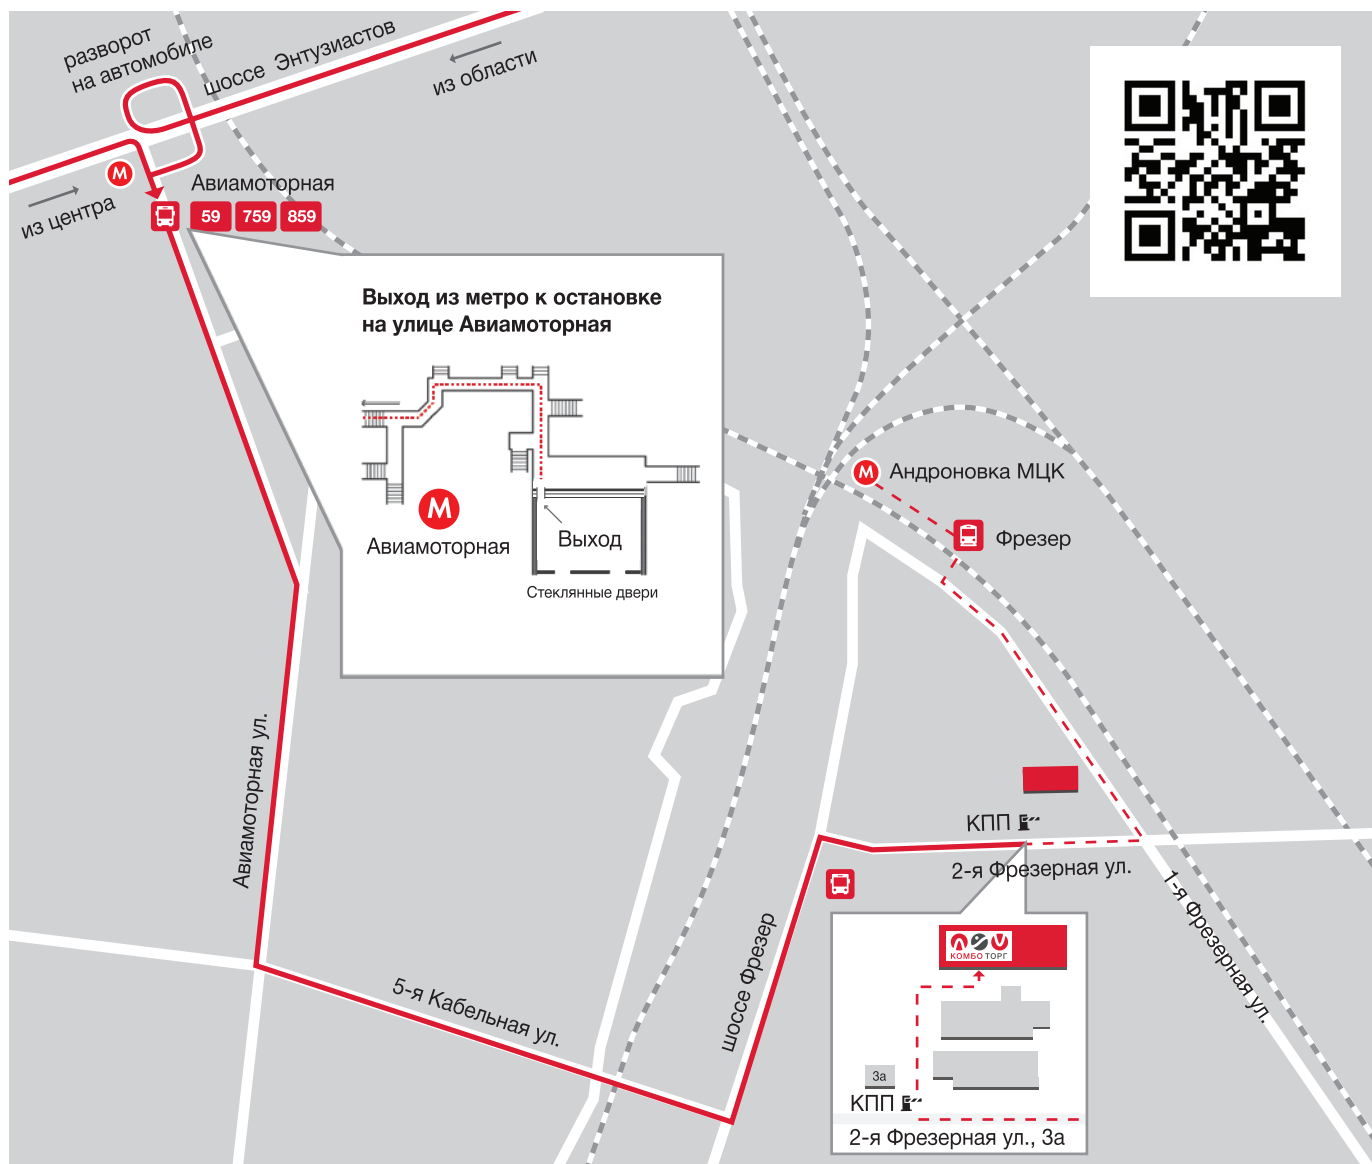 разворот
на автомобиле
шоссе Энтузиастов
из области
М
из центра
Авиамоторная
59 759 859
Выход из метро к остановке
на улице Авиамоторная
М
Авиамоторная
Выход
Стеклянные двери
М Андроновка МЦК
Фрезер
Авиамоторная ул.
КПП
2-я Фрезерная ул.
1-я Фрезерная ул.
5-я Кабельная ул.
шоссе Фрезер
КОМБО ТОРГ
3а
КПП
2-я Фрезерная ул., 3а